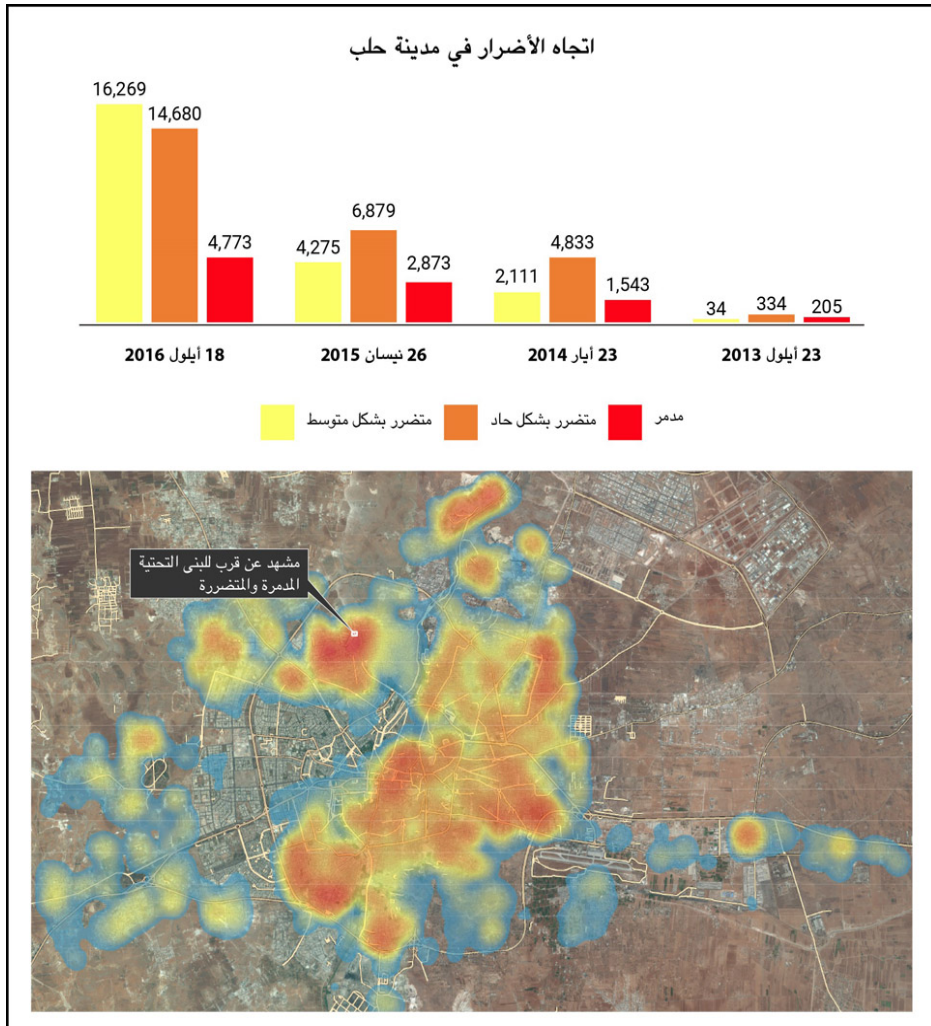 اتجاه الأضرار في مدينة حلب
16,269
14,680
4,773
4,275
6,879
2,873
2,111
4,833
1,543
34
334
205
18 أيلول 2016
26 نيسان 2015
23 أيار 2014
23 أيلول 2013
متضرر بشكل متوسط
متضرر بشكل حاد
مدمر
مشهد عن قرب للبنى التحتية
المدمرة والمتضررة